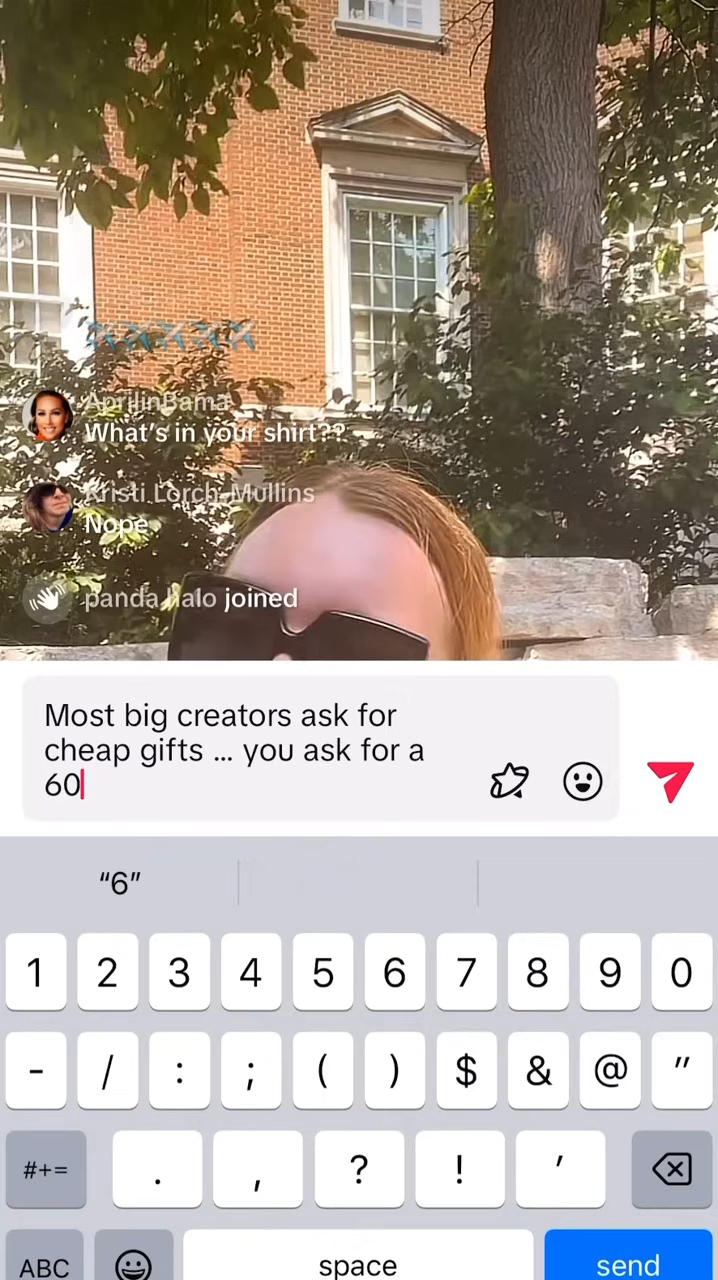 AprilinBama
What's in your shirt??
Kristi Lorch-Mullins
Nope
panda halo joined
Most big creators ask for
cheap gifts ... you ask for a
60
“6”
1 2 3 4 5 6 7 8 9 0
- / : ; ( ) $ & @ "
#+= . , ? ! '
ABC space send